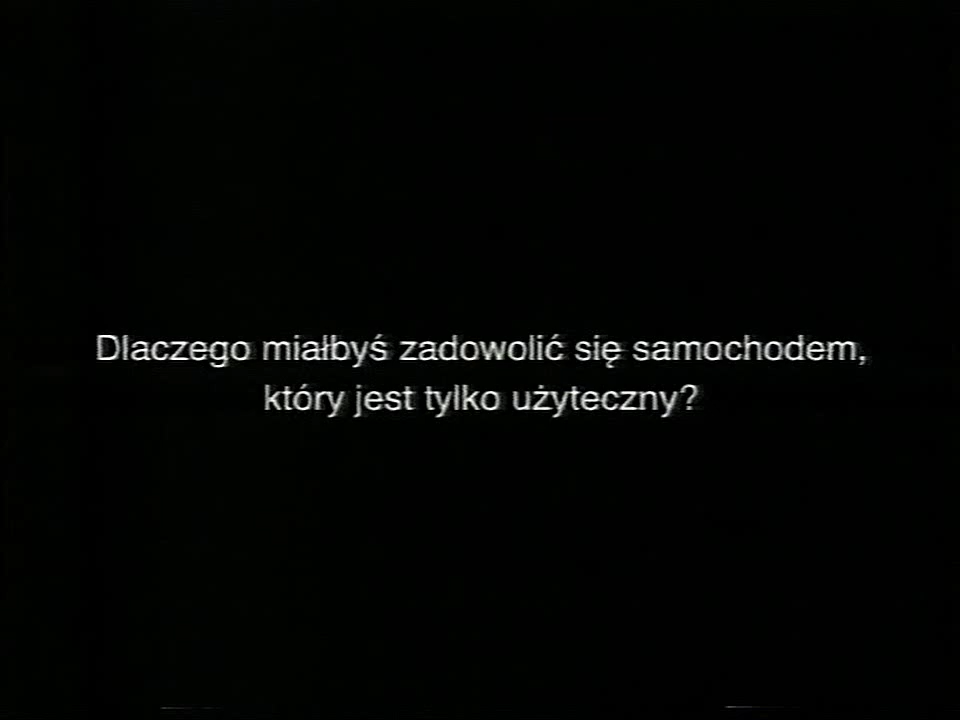 Dlaczego miałbyś zadowolić się samochodem,
który jest tylko użyteczny?